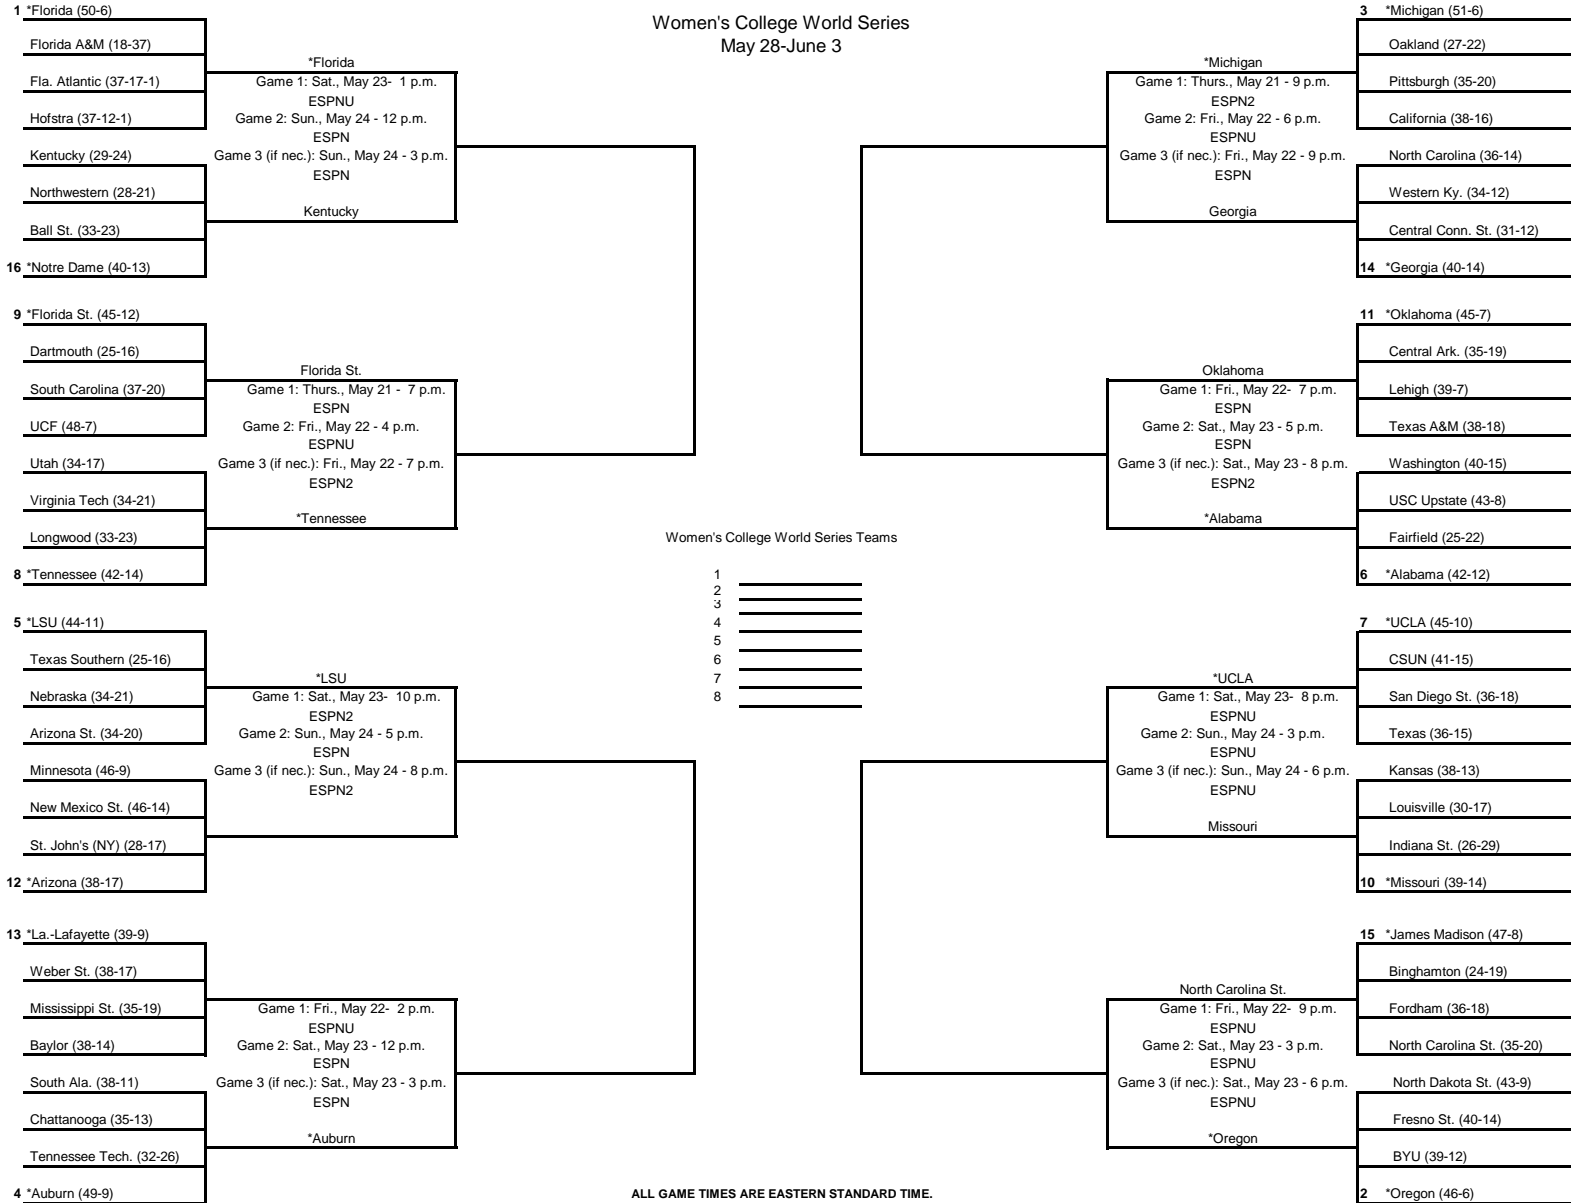 Women's College World Series
May 28-June 3
1 *Florida (50-6)
Florida A&M (18-37)
Fla. Atlantic (37-17-1)
Hofstra (37-12-1)
Kentucky (29-24)
Northwestern (28-21)
Ball St. (33-23)
16 *Notre Dame (40-13)
*Florida
Game 1: Sat., May 23- 1 p.m.
ESPNU
Game 2: Sun., May 24 - 12 p.m.
ESPN
Game 3 (if nec.): Sun., May 24 - 3 p.m.
ESPN
Kentucky
9 *Florida St. (45-12)
Dartmouth (25-16)
South Carolina (37-20)
UCF (48-7)
Utah (34-17)
Virginia Tech (34-21)
Longwood (33-23)
8 *Tennessee (42-14)
Florida St.
Game 1: Thurs., May 21 - 7 p.m.
ESPN
Game 2: Fri., May 22 - 4 p.m.
ESPNU
Game 3 (if nec.): Fri., May 22 - 7 p.m.
ESPN2
*Tennessee
5 *LSU (44-11)
Texas Southern (25-16)
Nebraska (34-21)
Arizona St. (34-20)
Minnesota (46-9)
New Mexico St. (46-14)
St. John's (NY) (28-17)
12 *Arizona (38-17)
*LSU
Game 1: Sat., May 23- 10 p.m.
ESPN2
Game 2: Sun., May 24 - 5 p.m.
ESPN
Game 3 (if nec.): Sun., May 24 - 8 p.m.
ESPN2
13 *La.-Lafayette (39-9)
Weber St. (38-17)
Mississippi St. (35-19)
Baylor (38-14)
South Ala. (38-11)
Chattanooga (35-13)
Tennessee Tech. (32-26)
4 *Auburn (49-9)
Game 1: Fri., May 22- 2 p.m.
ESPNU
Game 2: Sat., May 23 - 12 p.m.
ESPN
Game 3 (if nec.): Sat., May 23 - 3 p.m.
ESPN
*Auburn
Women's College World Series Teams
1
2
3
4
5
6
7
8
3 *Michigan (51-6)
Oakland (27-22)
Pittsburgh (35-20)
California (38-16)
North Carolina (36-14)
Western Ky. (34-12)
Central Conn. St. (31-12)
14 *Georgia (40-14)
*Michigan
Game 1: Thurs., May 21 - 9 p.m.
ESPN2
Game 2: Fri., May 22 - 6 p.m.
ESPNU
Game 3 (if nec.): Fri., May 22 - 9 p.m.
ESPN
Georgia
11 *Oklahoma (45-7)
Central Ark. (35-19)
Lehigh (39-7)
Texas A&M (38-18)
Washington (40-15)
USC Upstate (43-8)
Fairfield (25-22)
6 *Alabama (42-12)
Oklahoma
Game 1: Fri., May 22- 7 p.m.
ESPN
Game 2: Sat., May 23 - 5 p.m.
ESPN
Game 3 (if nec.): Sat., May 23 - 8 p.m.
ESPN2
*Alabama
7 *UCLA (45-10)
CSUN (41-15)
San Diego St. (36-18)
Texas (36-15)
Kansas (38-13)
Louisville (30-17)
Indiana St. (26-29)
10 *Missouri (39-14)
*UCLA
Game 1: Sat., May 23- 8 p.m.
ESPNU
Game 2: Sun., May 24 - 3 p.m.
ESPNU
Game 3 (if nec.): Sun., May 24 - 6 p.m.
ESPNU
Missouri
15 *James Madison (47-8)
Binghamton (24-19)
Fordham (36-18)
North Carolina St. (35-20)
North Dakota St. (43-9)
Fresno St. (40-14)
BYU (39-12)
2 *Oregon (46-6)
North Carolina St.
Game 1: Fri., May 22- 9 p.m.
ESPNU
Game 2: Sat., May 23 - 3 p.m.
ESPNU
Game 3 (if nec.): Sat., May 23 - 6 p.m.
ESPNU
*Oregon
ALL GAME TIMES ARE EASTERN STANDARD TIME.